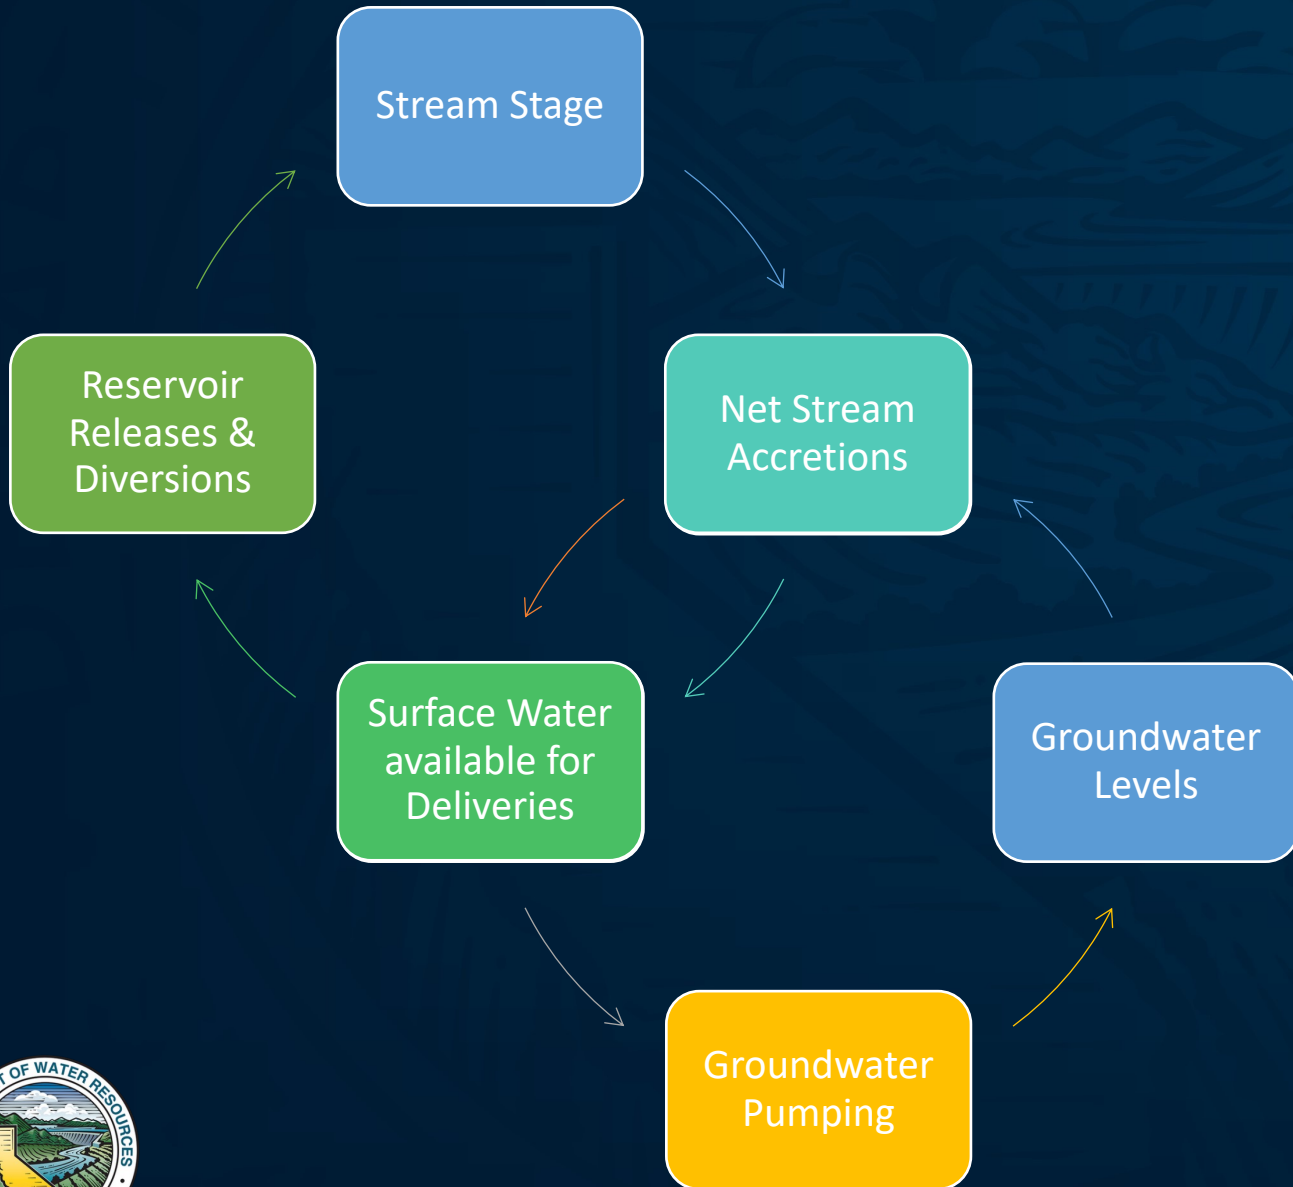 Stream Stage
Reservoir
Releases &
Diversions
Net Stream
Accretions
Surface Water
available for
Deliveries
Groundwater
Levels
Groundwater
Pumping
OF WATER RESOURCES